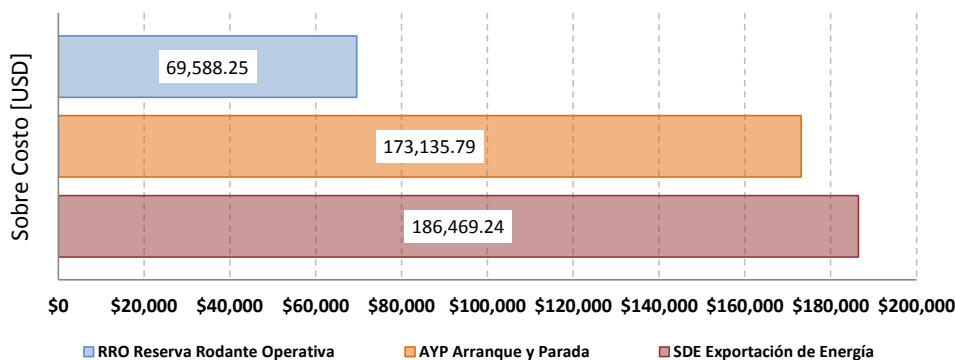 Sobre Costo [USD]
69,588.25
173,135.79
186,469.24
$0 $20,000 $40,000 $60,000 $80,000 $100,000 $120,000 $140,000 $160,000 $180,000 $200,000
RRO Reserva Rodante Operativa AYP Arranque y Parada SDE Exportación de Energía